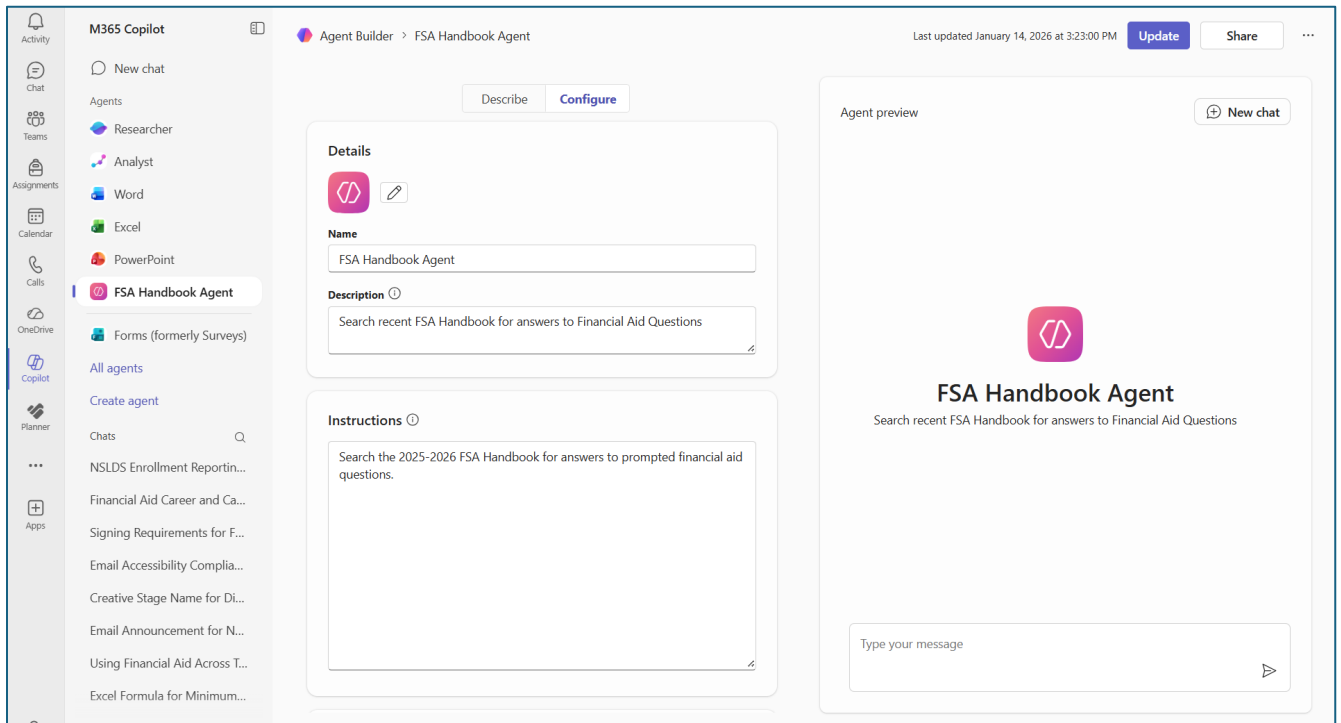 Activity
Chat
Teams
Assignments
Calendar
Calls
OneDrive
Copilot
Planner
Apps
M365 Copilot
New chat
Agents
Researcher
Analyst
Word
Excel
PowerPoint
FSA Handbook Agent
Forms (formerly Surveys)
All agents
Create agent
Chats
NSLDS Enrollment Reportin...
Financial Aid Career and Ca...
Signing Requirements for F...
Email Accessibility Complia...
Creative Stage Name for Di...
Email Announcement for N...
Using Financial Aid Across T...
Excel Formula for Minimum...
Agent Builder > FSA Handbook Agent
Last updated January 14, 2026 at 3:23:00 PM
Update
Share
Describe
Configure
Details
Name
FSA Handbook Agent
Description
Search recent FSA Handbook for answers to Financial Aid Questions
Instructions
Search the 2025-2026 FSA Handbook for answers to prompted financial aid
questions.
Agent preview
New chat
FSA Handbook Agent
Search recent FSA Handbook for answers to Financial Aid Questions
Type your message